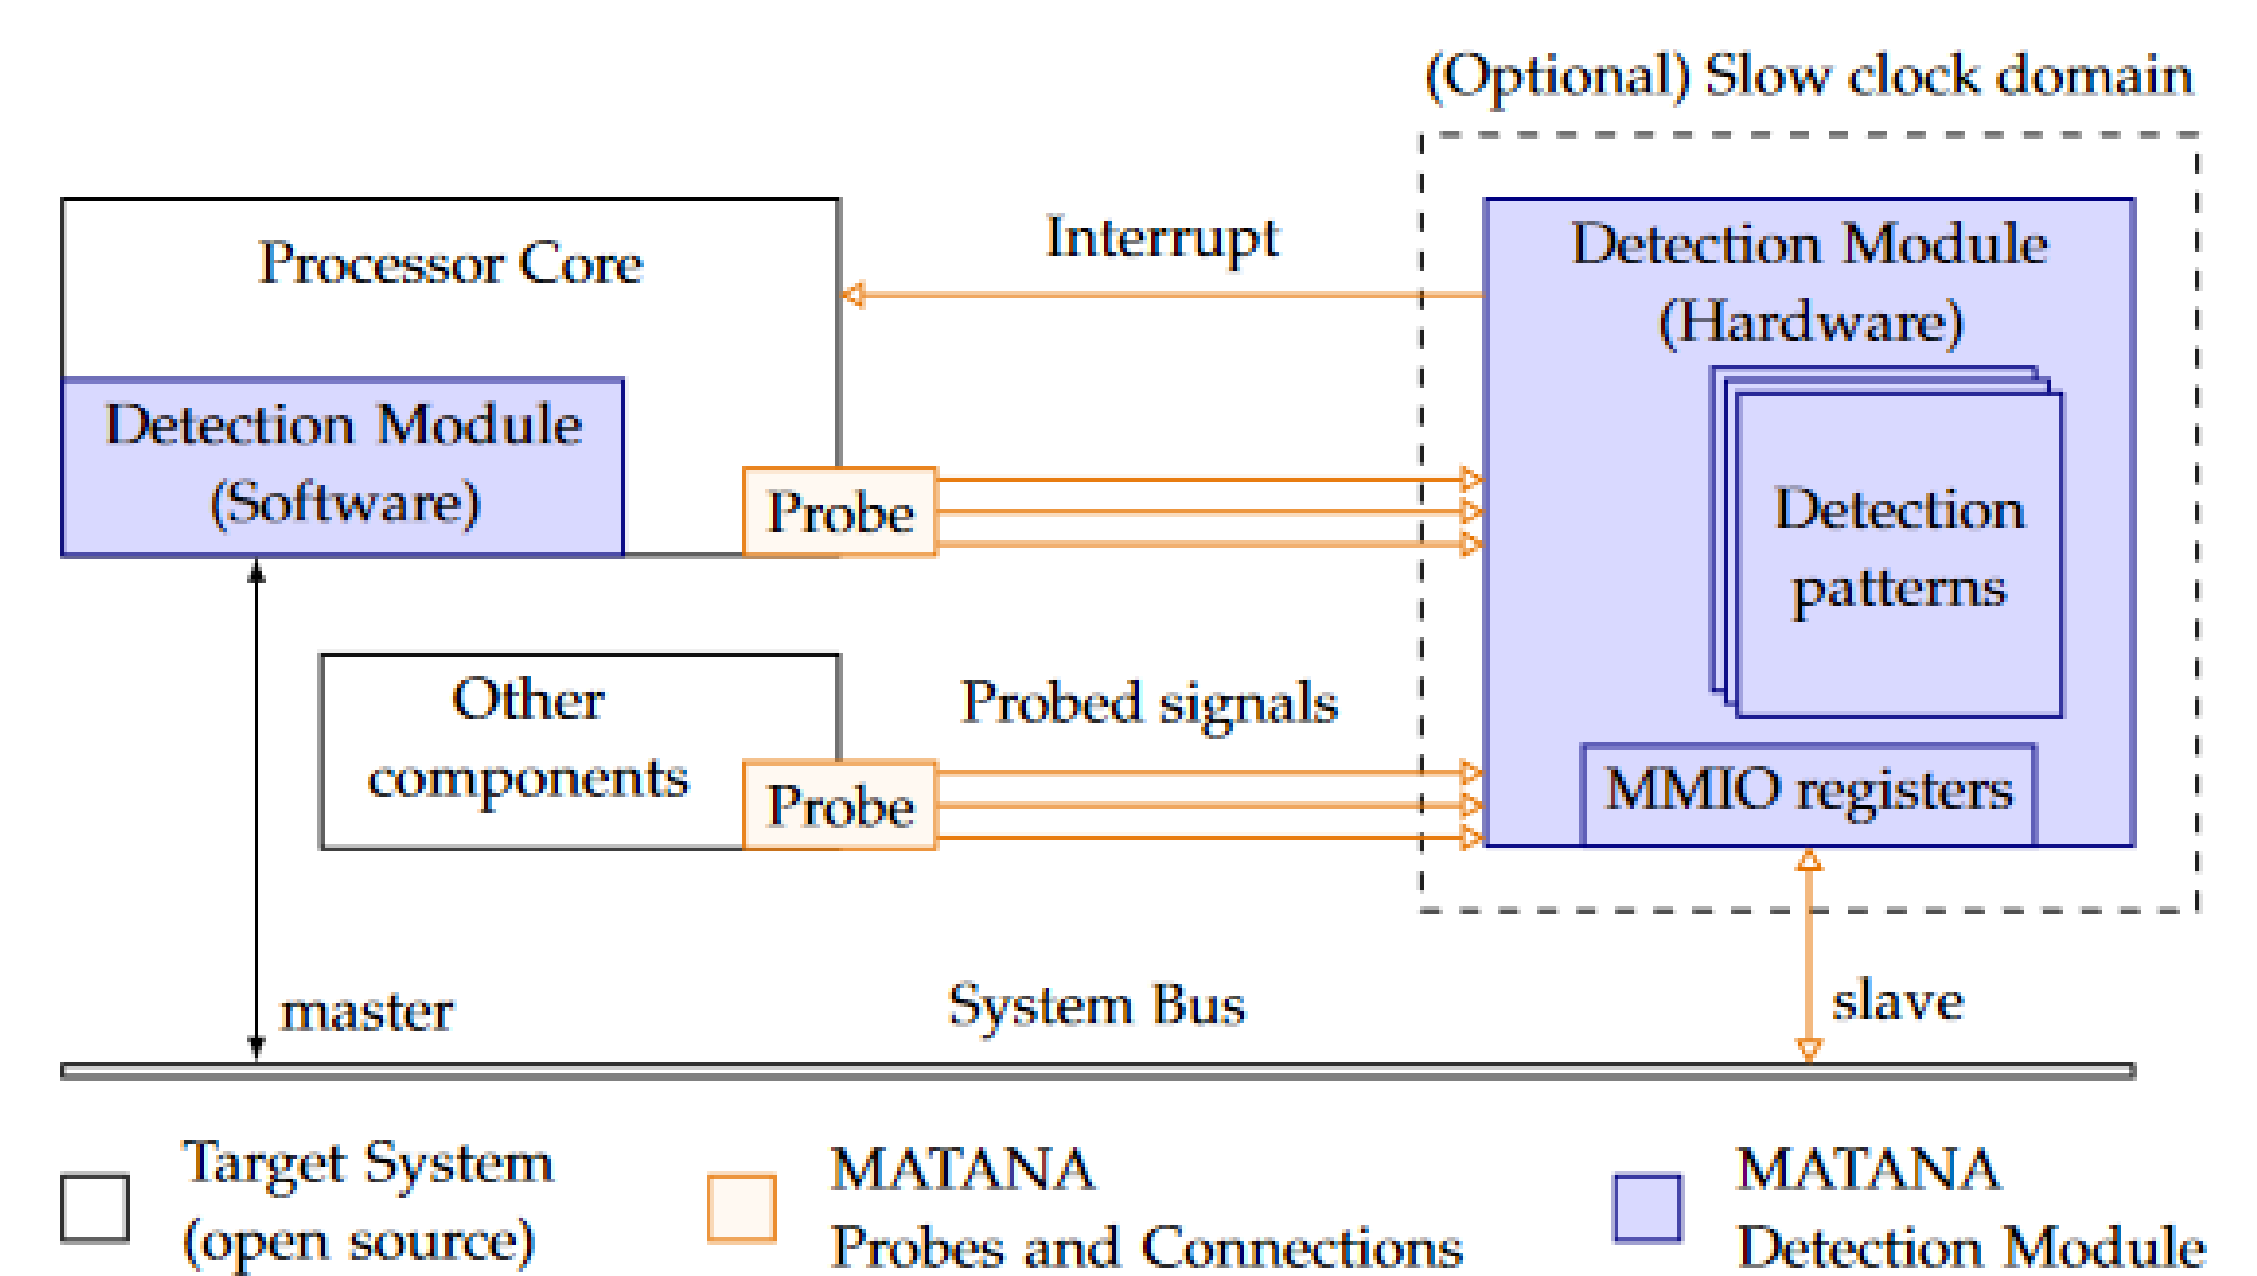 (Optional) Slow clock domain
Processor Core
Interrupt
Detection Module
(Hardware)
Detection Module
(Software)
Probe
Detection
patterns
Other
components
Probe
Probed signals
MMIO registers
master
System Bus
slave
Target System
(open source)
MATANA
Probes and Connections
MATANA
Detection Module